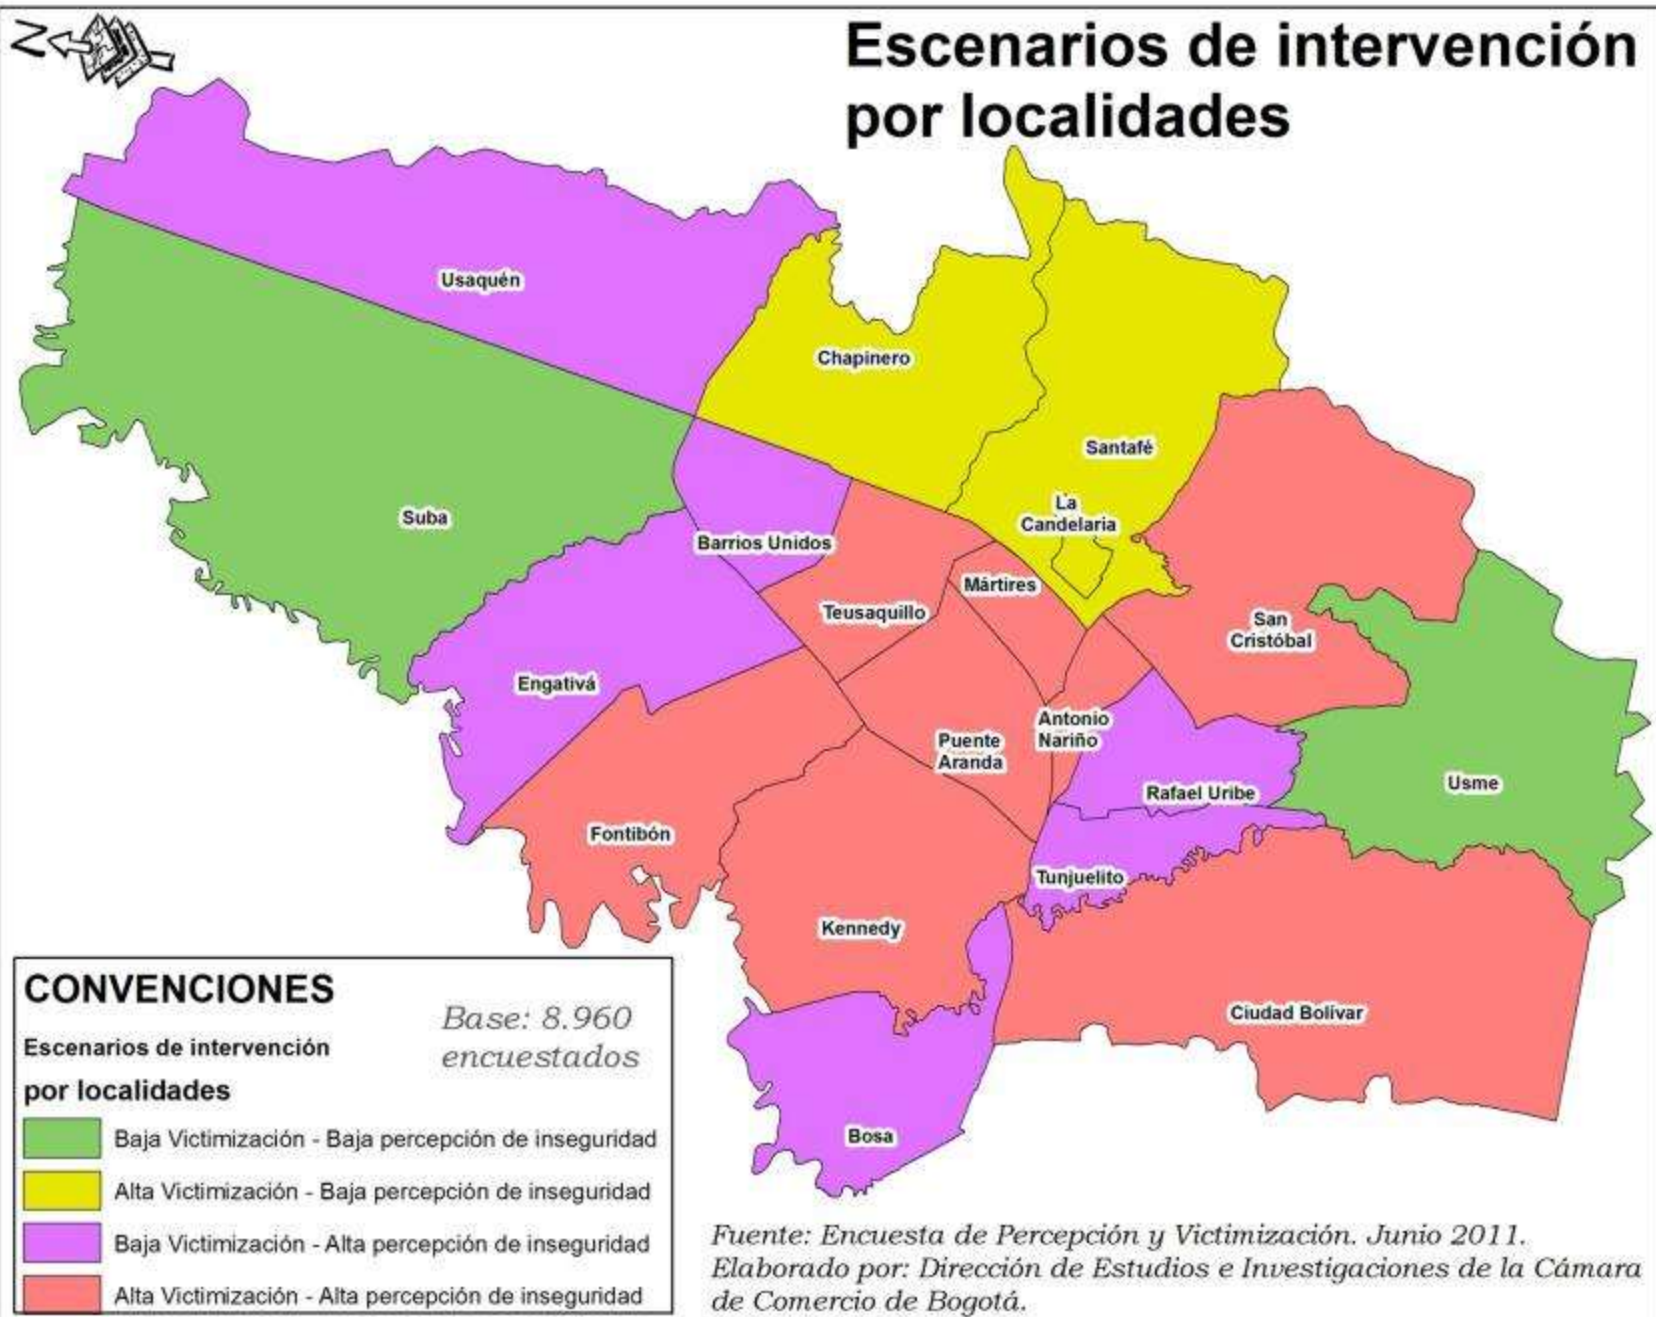 N
Escenarios de intervención
por localidades
Usaquén
Chapinero
Santafé
La
Candelaria
Suba
Barrios Unidos
Mártires
Teusaquillo
San
Cristóbal
Engativá
Antonio
Nariño
Puente
Aranda
Rafael Uribe
Usme
Fontibón
Tunjuelito
Kennedy
Ciudad Bolívar
Bosa
CONVENCIONES
Base: 8.960
encuestados
Escenarios de intervención
por localidades
Baja Victimización - Baja percepción de inseguridad
Alta Victimización - Baja percepción de inseguridad
Baja Victimización - Alta percepción de inseguridad
Alta Victimización - Alta percepción de inseguridad
Fuente: Encuesta de Percepción y Victimización. Junio 2011.
Elaborado por: Dirección de Estudios e Investigaciones de la Cámara
de Comercio de Bogotá.